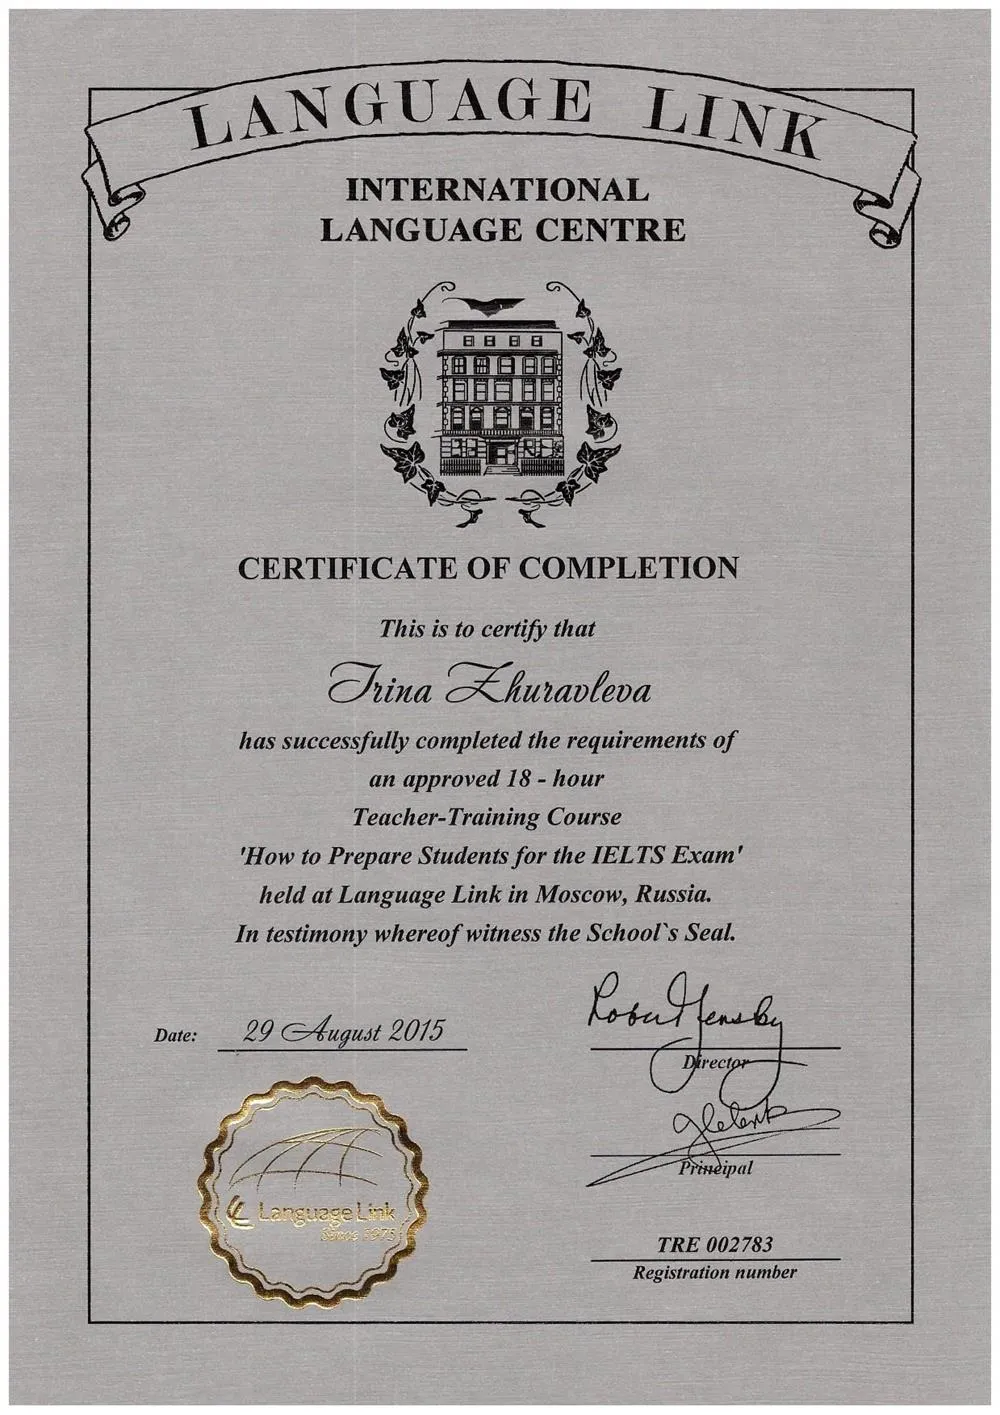 LANGUAGE LINK
INTERNATIONAL
LANGUAGE CENTRE
CERTIFICATE OF COMPLETION
This is to certify that
Irina Zhuravleva
has successfully completed the requirements of
an approved 18 - hour
Teacher-Training Course
'How to Prepare Students for the IELTS Exam'
held at Language Link in Moscow, Russia.
In testimony whereof witness the School`s Seal.
Date: 29 August 2015
Director
Principal
Language Link
Since 1975
TRE 002783
Registration number